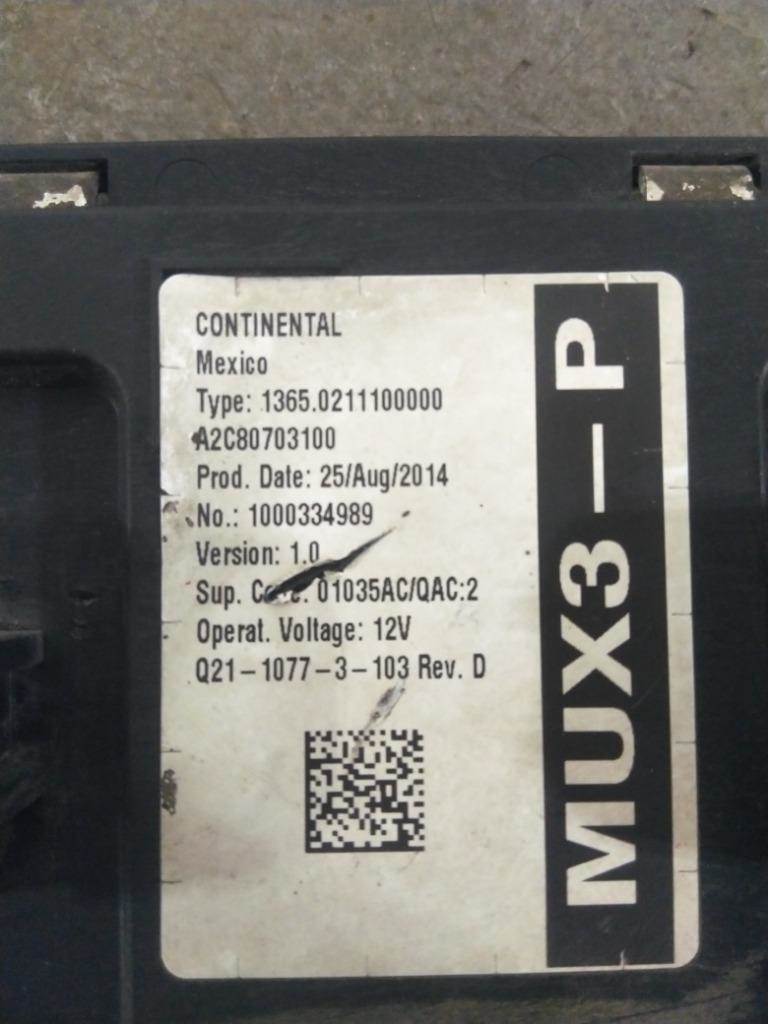 CONTINENTAL
Mexico
Type: 1365.0211100000
A2C80703100
Prod. Date: 25/Aug/2014
No.: 1000334989
Version: 1.0
Sup. 01035AC/QAC:2
Operat. Voltage: 12V
Q21-1077-3-103 Rev. D
MUX3-P